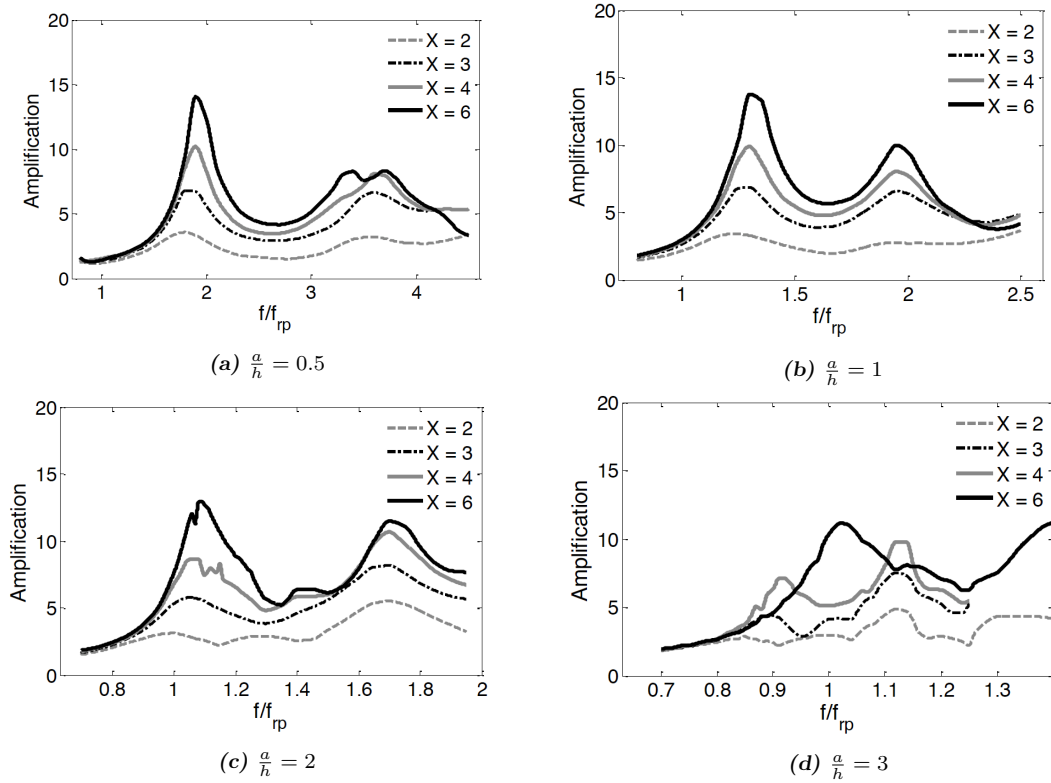 20
15
10
5
0
Amplification
X = 2
X = 3
X = 4
X = 6
1
2
3
4
f/frp
(a) a/h = 0.5
20
15
10
5
0
Amplification
X = 2
X = 3
X = 4
X = 6
1
1.5
2
2.5
f/frp
(b) a/h = 1
20
15
10
5
0
Amplification
X = 2
X = 3
X = 4
X = 6
0.8
1
1.2
1.4
1.6
1.8
2
f/frp
(c) a/h = 2
20
15
10
5
0
Amplification
X = 2
X = 3
X = 4
X = 6
0.7
0.8
0.9
1
1.1
1.2
1.3
f/frp
(d) a/h = 3